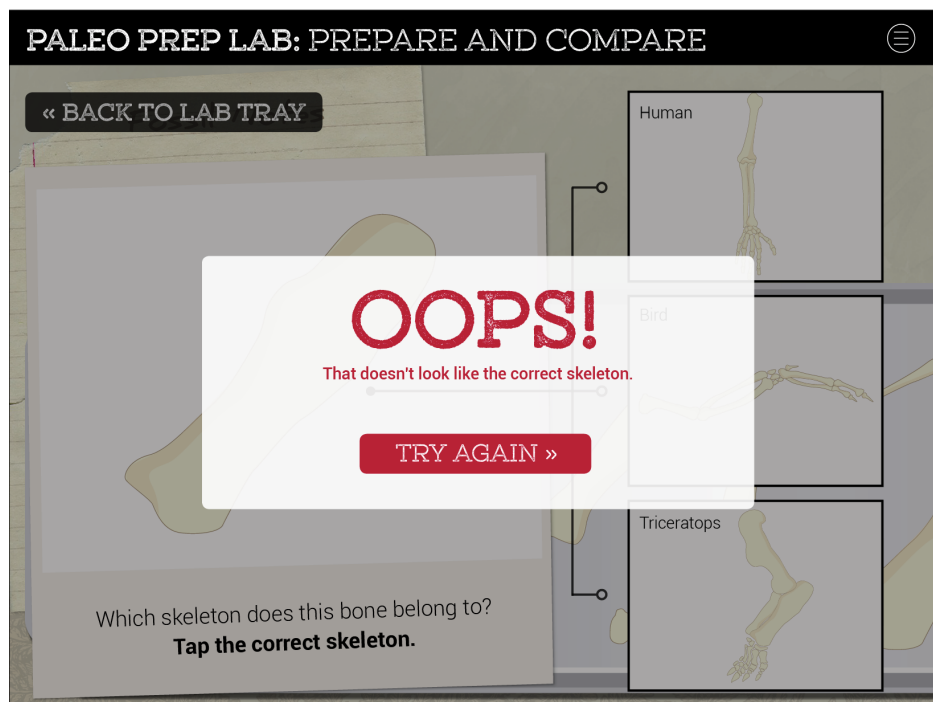 PALEO PREP LAB: PREPARE AND COMPARE
« BACK TO LAB TRAY
Human
Bird
OOPS!
That doesn't look like the correct skeleton.
TRY AGAIN »
Triceratops
Which skeleton does this bone belong to?
Tap the correct skeleton.